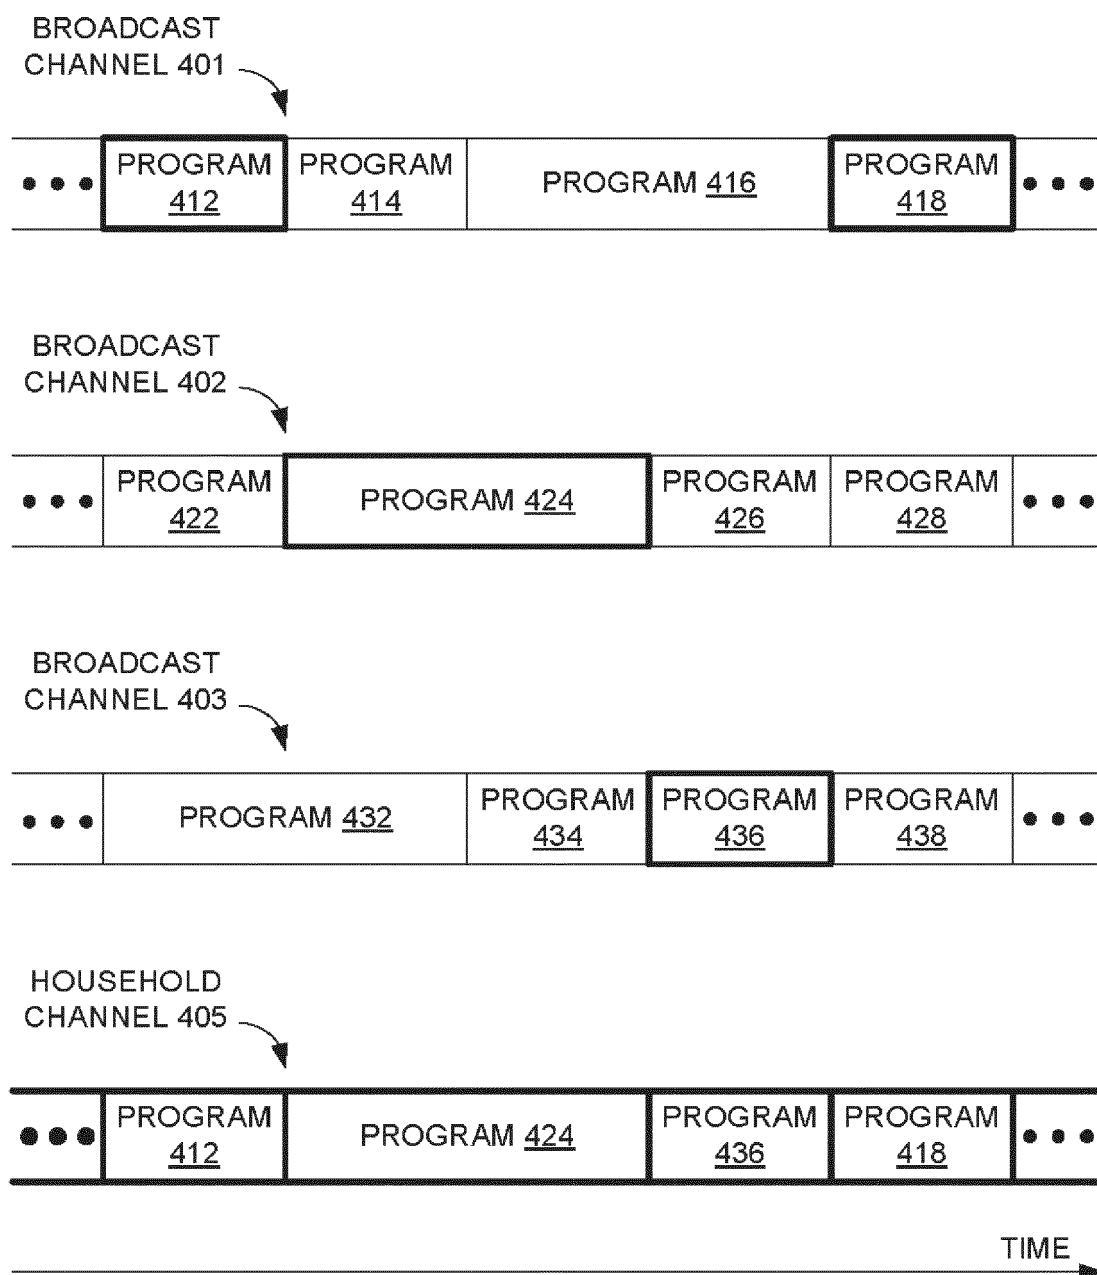 BROADCAST
CHANNEL 401
PROGRAM
412
PROGRAM
414
PROGRAM 416
PROGRAM
418
BROADCAST
CHANNEL 402
PROGRAM
422
PROGRAM 424
PROGRAM
426
PROGRAM
428
BROADCAST
CHANNEL 403
PROGRAM 432
PROGRAM
434
PROGRAM
436
PROGRAM
438
HOUSEHOLD
CHANNEL 405
PROGRAM
412
PROGRAM 424
PROGRAM
436
PROGRAM
418
TIME